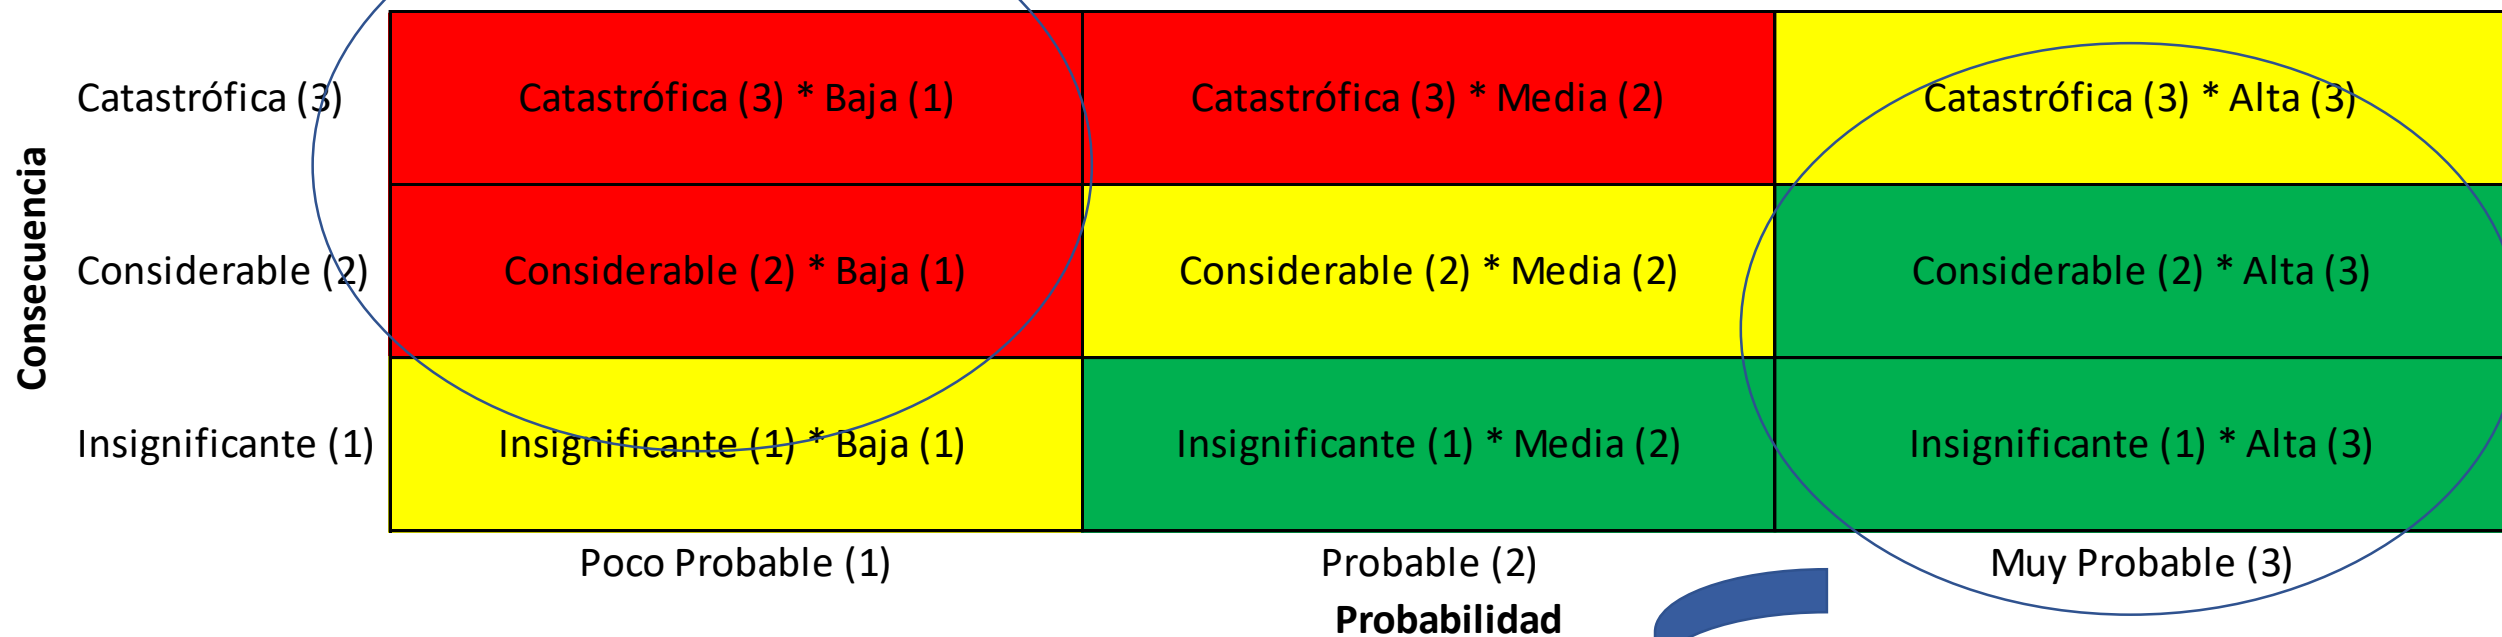 Consecuencia
Catastrófica (3)
Catastrófica (3) * Baja (1)
Catastrófica (3) * Media (2)
Catastrófica (3) * Alta (3)
Considerable (2)
Considerable (2) * Baja (1)
Considerable (2) * Media (2)
Considerable (2) * Alta (3)
Insignificante (1)
Insignificante (1) * Baja (1)
Insignificante (1) * Media (2)
Insignificante (1) * Alta (3)
Poco Probable (1)
Probable (2)
Muy Probable (3)
Probabilidad